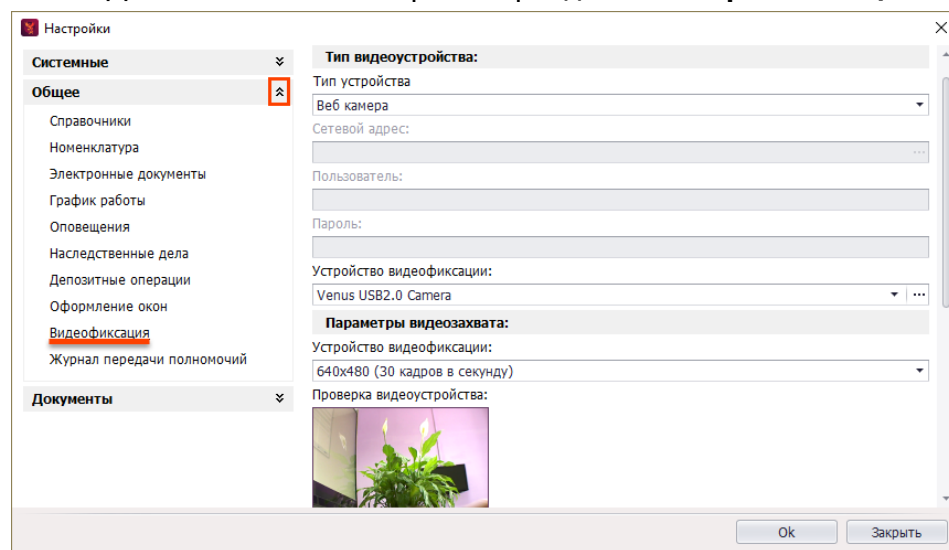 Настройки
Системные
Общее
Справочники
Номенклатура
Электронные документы
График работы
Оповещения
Наследственные дела
Депозитные операции
Оформление окон
Видеофиксация
Журнал передачи полномочий
Документы
Тип видеоустройства:
Тип устройства
Веб камера
Сетевой адрес:
Пользователь:
Пароль:
Устройство видеофиксации:
Venus USB2.0 Camera
Параметры видеозахвата:
Устройство видеофиксации:
640x480 (30 кадров в секунду)
Проверка видеоустройства:
Ok
Закрыть